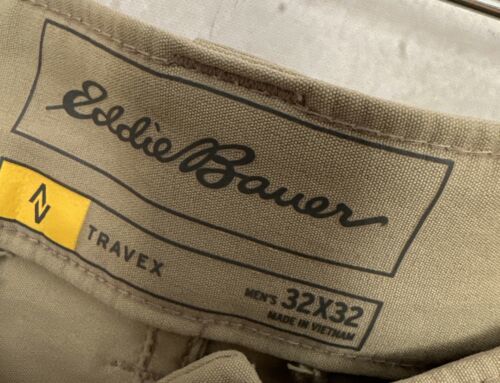 Eddie Bauer
TRAVEX
MEN'S 32X32
MADE IN VIETNAM